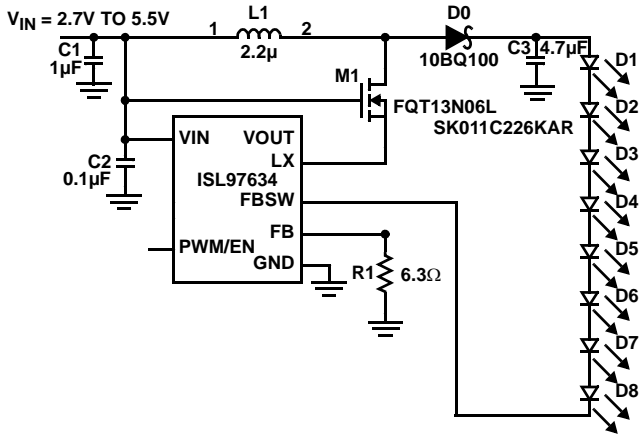 VIN = 2.7V TO 5.5V
L1
D0
1
2
C1
1µF
2.2µ
10BQ100
C3
4.7µF
D1
M1
FQT13N06L
SK011C226KAR
D2
VIN
VOUT
D3
C2
0.1µF
LX
ISL97634
FBSW
D4
FB
D5
PWM/EN
GND
R1
6.3Ω
D6
D7
D8